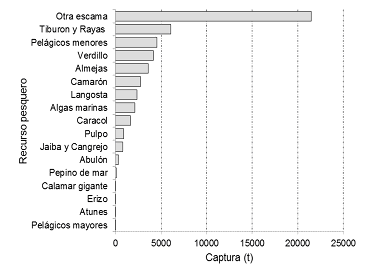 Otra escama
Tiburon y Rayas
Pelágicos menores
Verdillo
Almejas
Camarón
Langosta
Algas marinas
Caracol
Pulpo
Jaiba y Cangrejo
Abulón
Pepino de mar
Calamar gigante
Erizo
Atunes
Pelágicos mayores
Recurso pesquero
0 5000 10000 15000 20000 25000
Captura (t)